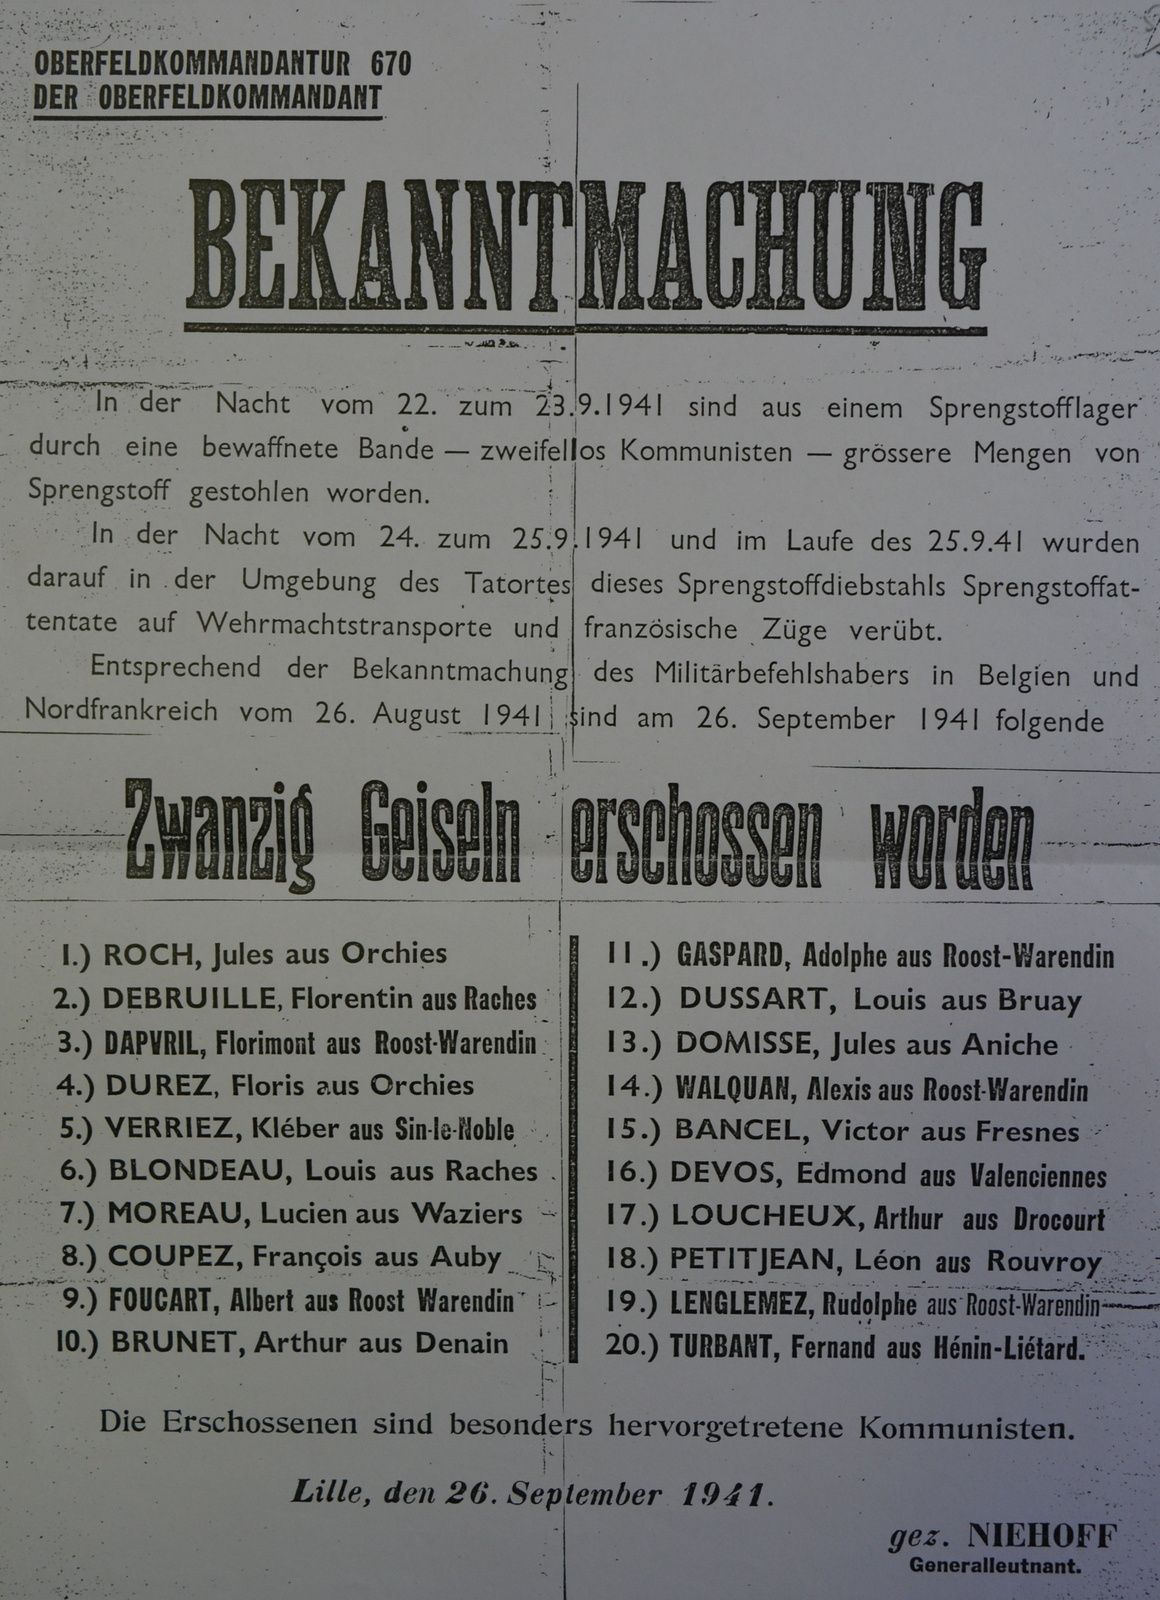 OBERFELDKOMMANDANTUR 670
DER OBERFELDKOMMANDANT
BEKANNTMACHUNG
In der Nacht vom 22. zum 23.9.1941 sind aus einem Sprengstofflager
durch eine bewaffnete Bande — zweifellos Kommunisten — grössere Mengen von
Sprengstoff gestohlen worden.
In der Nacht vom 24. zum 25.9.1941 und im Laufe des 25.9.41 wurden
darauf in der Umgebung des Tatortes dieses Sprengstoffdiebstahls Sprengstoffat-
tentate auf Wehrmachtstransporte und französische Züge verübt.
Entsprechend der Bekanntmachung des Militärbefehlshabers in Belgien und
Nordfrankreich vom 26. August 1941 sind am 26. September 1941 folgende
Zwanzig Geiseln erschossen worden
1.) ROCH, Jules aus Orchies
2.) DEBRUILLE, Florentin aus Raches
3.) DAPVRIL, Florimont aus Roost-Warendin
4.) DUREZ, Floris aus Orchies
5.) VERRIEZ, Kléber aus Sin-le-Noble
6.) BLONDEAU, Louis aus Raches
7.) MOREAU, Lucien aus Waziers
8.) COUPEZ, François aus Auby
9.) FOUCART, Albert aus Roost Warendin
10.) BRUNET, Arthur aus Denain
11.) GASPARD, Adolphe aus Roost-Warendin
12.) DUSSART, Louis aus Bruay
13.) DOMISSE, Jules aus Aniche
14.) WALQUAN, Alexis aus Roost-Warendin
15.) BANCEL, Victor aus Fresnes
16.) DEVOS, Edmond aus Valenciennes
17.) LOUCHEUX, Arthur aus Drocourt
18.) PETITJEAN, Léon aus Rouvroy
19.) LENGLEMEZ, Rudolphe aus Roost-Warendin
20.) TURBANT, Fernand aus Hénin-Liétard.
Die Erschossenen sind besonders hervorgetretene Kommunisten.
Lille, den 26. September 1941.
gez. NIEHOFF
Generalleutnant.